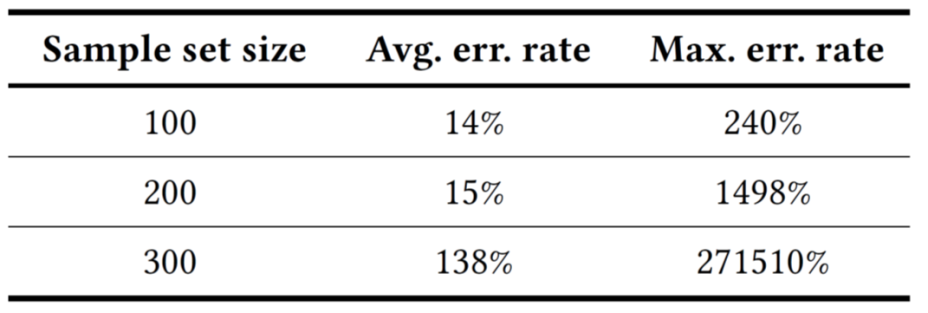 Sample set size Avg. err. rate Max. err. rate
100 14% 240%
200 15% 1498%
300 138% 271510%